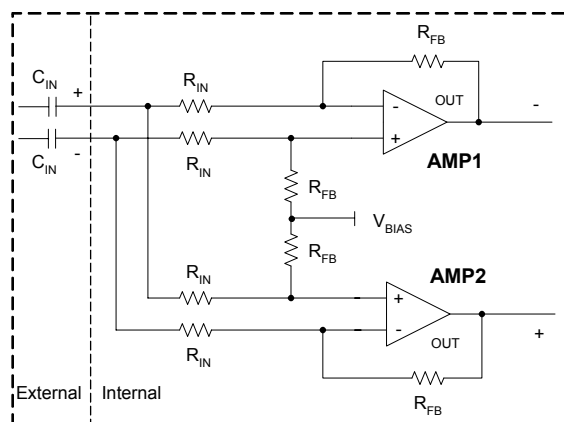 R_FB
C_IN
+
R_IN
-
OUT
-
C_IN
-
R_IN
+
AMP1
R_FB
V_BIAS
R_FB
R_IN
AMP2
+
R_IN
-
OUT
+
R_FB
External
Internal